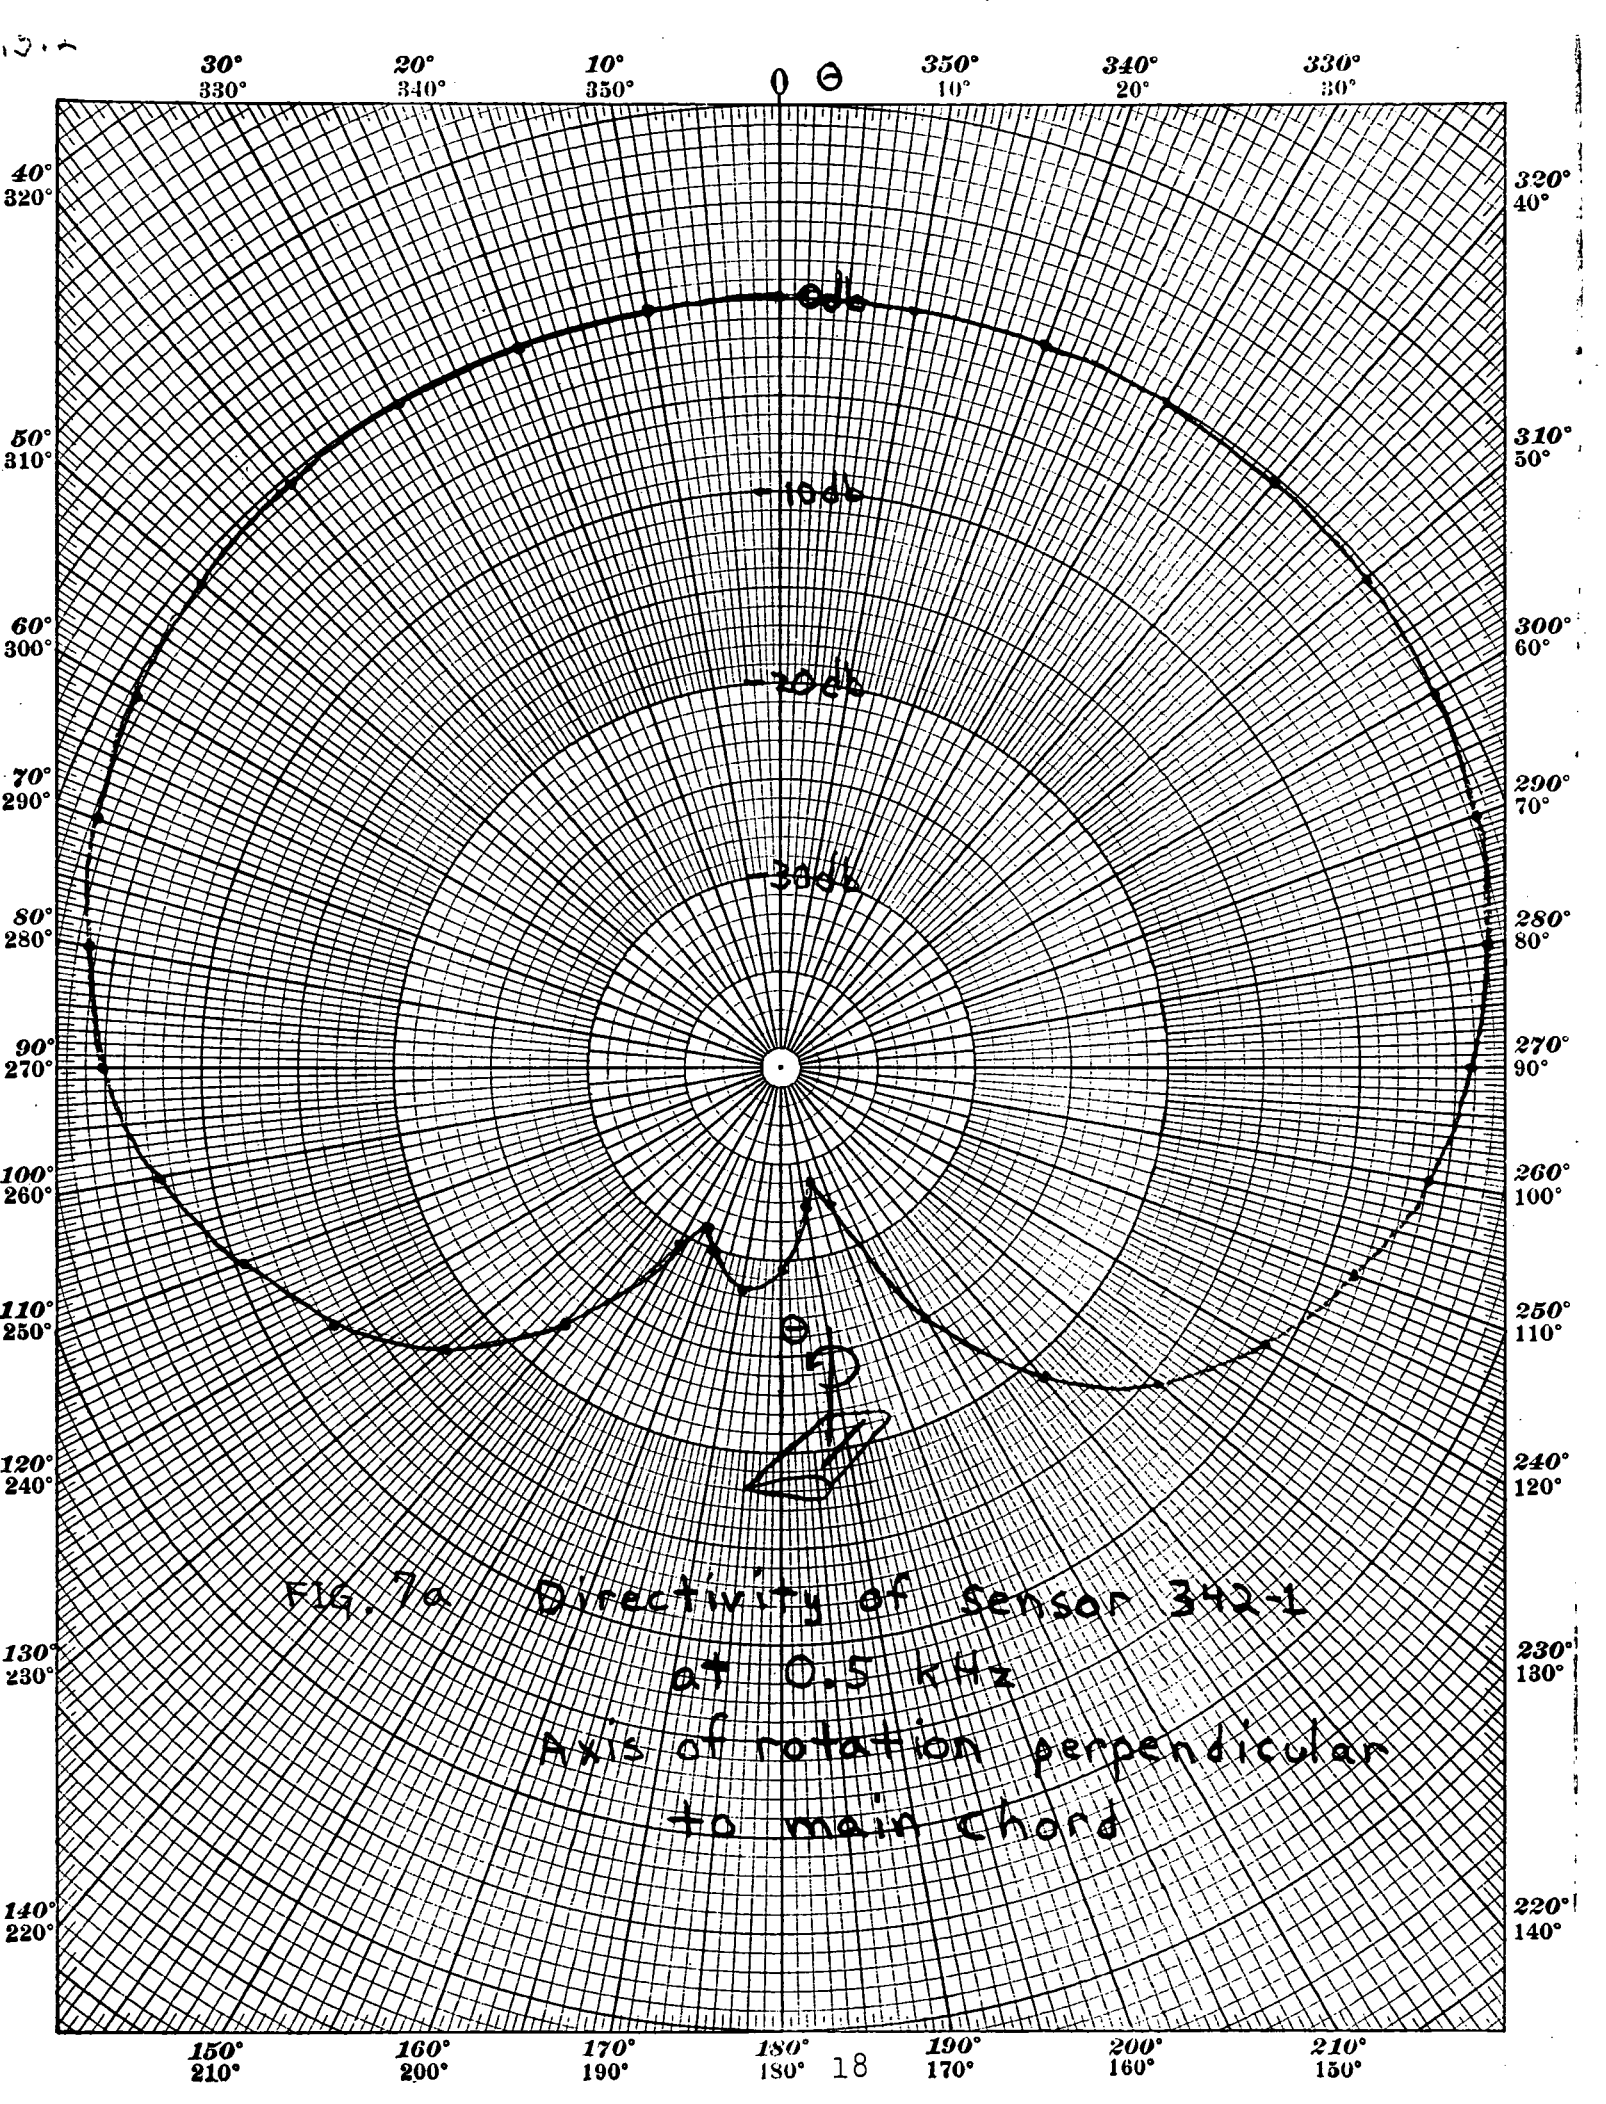 30° 20° 10° 0 Θ 350° 340° 330°
330° 340° 350° 10° 20° 30°
40° 320°
320° 40°
0db
50° 310°
310° 50°
-10db
60° 300°
300° 60°
-20db
70° 290°
290° 70°
-30db
80° 280°
280° 80°
90° 270°
270° 90°
100° 260°
260° 100°
110° 250°
250° 110°
Θ
120° 240°
240° 120°
FIG. 7a Directivity of sensor 342-1
130° 230°
230° 130°
at 0.5 kHz
Axis of rotation perpendicular
to main chord
140° 220°
220° 140°
150° 160° 170° 180° 190° 200° 210°
210° 200° 190° 180° 18 170° 160° 150°